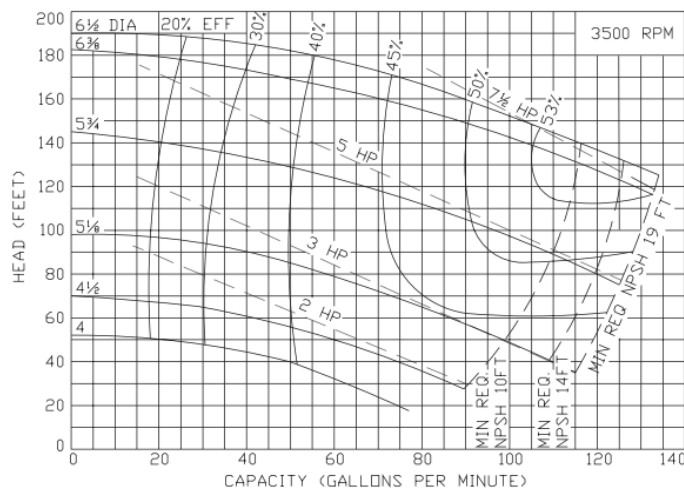 200
180
160
140
120
100
80
60
40
20
0
HEAD (FEET)
6½ DIA
6⅜
5¾
5⅛
4½
4
20% EFF
30%
40%
45%
50%
53%
7½ HP
5 HP
3 HP
2 HP
3500 RPM
MIN REQ.
NPSH 10FT
MIN REQ.
NPSH 14FT
MIN REQ NPSH 19 FT
0
20
40
60
80
100
120
140
CAPACITY (GALLONS PER MINUTE)